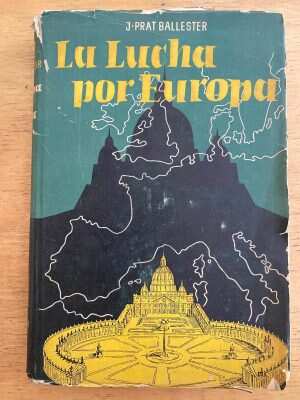 J·PRAT BALLESTER
La Lucha
por Europa